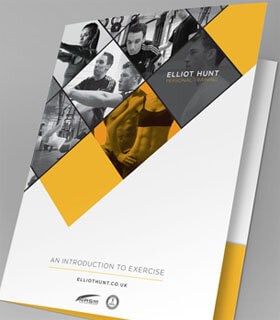 ELLIOT HUNT
PERSONAL TRAINING
AN INTRODUCTION TO EXERCISE
ELLIOTHUNT.CO.UK